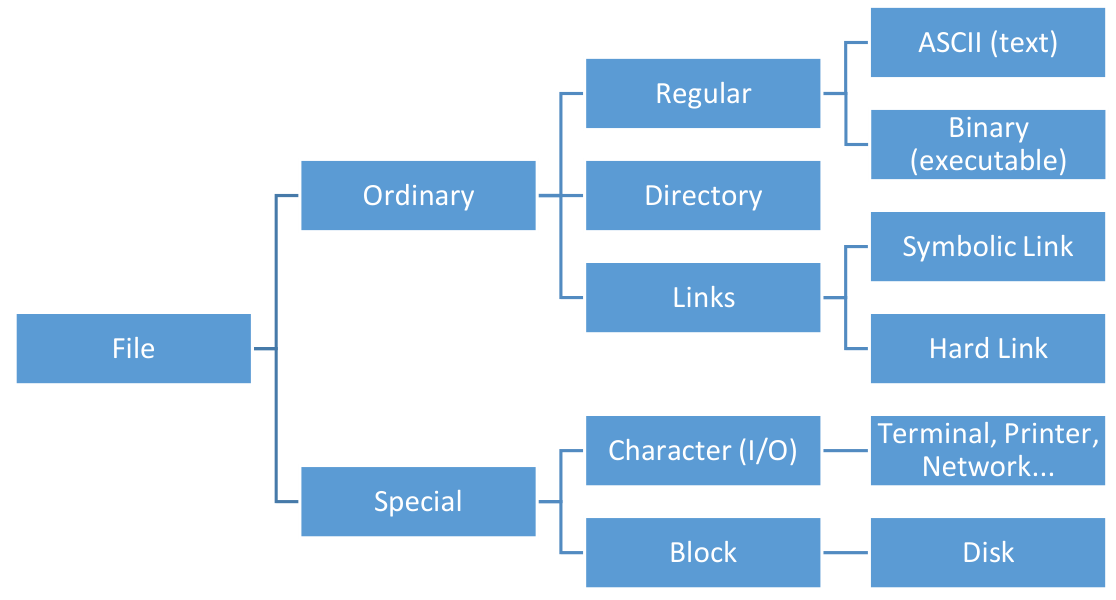 File
Ordinary
Regular
ASCII (text)
Binary
(executable)
Directory
Links
Symbolic Link
Hard Link
Special
Character (I/O)
Terminal, Printer,
Network...
Block
Disk